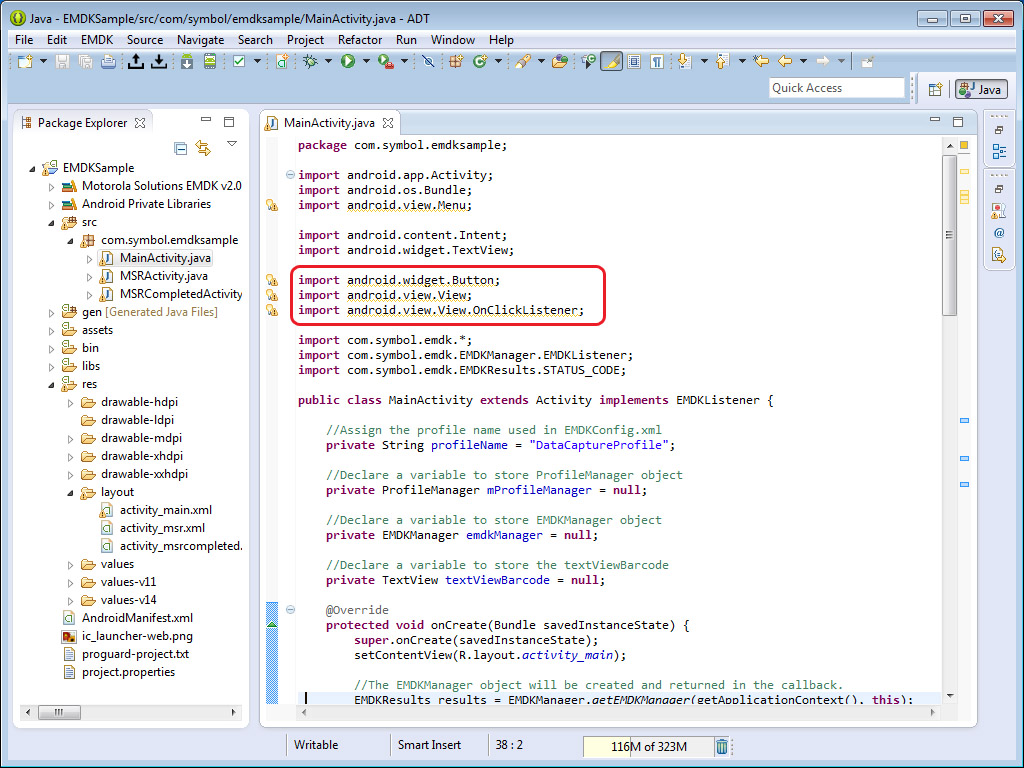 Java - EMDKSample/src/com/symbol/emdksample/MainActivity.java - ADT
File Edit EMDK Source Navigate Search Project Refactor Run Window Help
Quick Access
Java
Package Explorer
EMDKSample
Motorola Solutions EMDK v2.0
Android Private Libraries
src
com.symbol.emdksample
MainActivity.java
MSRActivity.java
MSRCompletedActivity
gen [Generated Java Files]
assets
bin
libs
res
drawable-hdpi
drawable-ldpi
drawable-mdpi
drawable-xhdpi
drawable-xxhdpi
layout
activity_main.xml
activity_msr.xml
activity_msrcompleted.
values
values-v11
values-v14
AndroidManifest.xml
ic_launcher-web.png
proguard-project.txt
project.properties
MainActivity.java
package com.symbol.emdksample;
import android.app.Activity;
import android.os.Bundle;
import android.view.Menu;
import android.content.Intent;
import android.widget.TextView;
import android.widget.Button;
import android.view.View;
import android.view.View.OnClickListener;
import com.symbol.emdk.*;
import com.symbol.emdk.EMDKManager.EMDKListener;
import com.symbol.emdk.EMDKResults.STATUS_CODE;
public class MainActivity extends Activity implements EMDKListener {
//Assign the profile name used in EMDKConfig.xml
private String profileName = "DataCaptureProfile";
//Declare a variable to store ProfileManager object
private ProfileManager mProfileManager = null;
//Declare a variable to store EMDKManager object
private EMDKManager emdkManager = null;
//Declare a variable to store the textViewBarcode
private TextView textViewBarcode = null;
@Override
protected void onCreate(Bundle savedInstanceState) {
super.onCreate(savedInstanceState);
setContentView(R.layout.activity_main);
//The EMDKManager object will be created and returned in the callback.
EMDKResults results = EMDKManager.getEMDKManager(getApplicationContext(), this);
Writable Smart Insert 38 : 2 116M of 323M